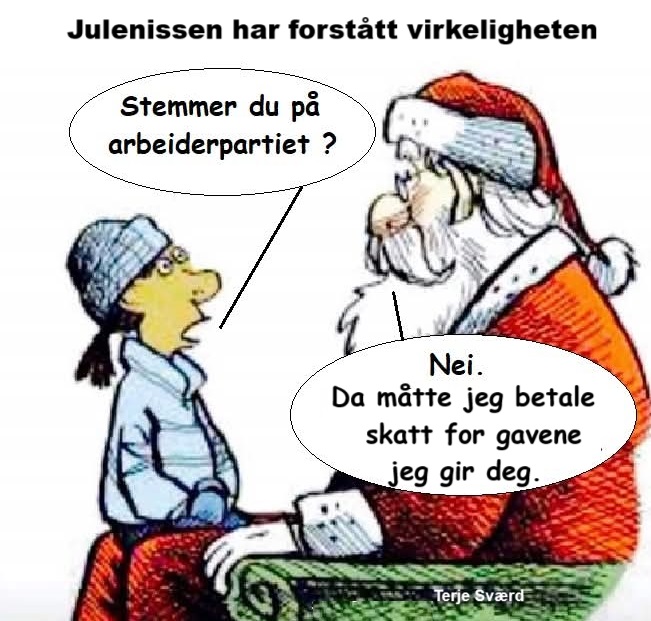 Julenissen har forstått virkeligheten
Stemmer du på
arbeiderpartiet ?
Nei.
Da måtte jeg betale
skatt for gavene
jeg gir deg.
Terje Sværd